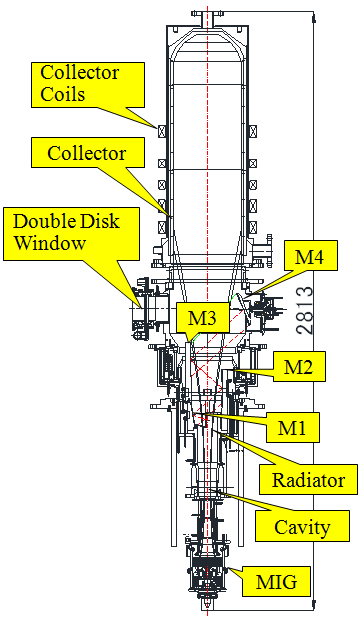 Collector
Coils
Collector
Double Disk
Window
M4
M3
2813
M2
M1
Radiator
Cavity
MIG